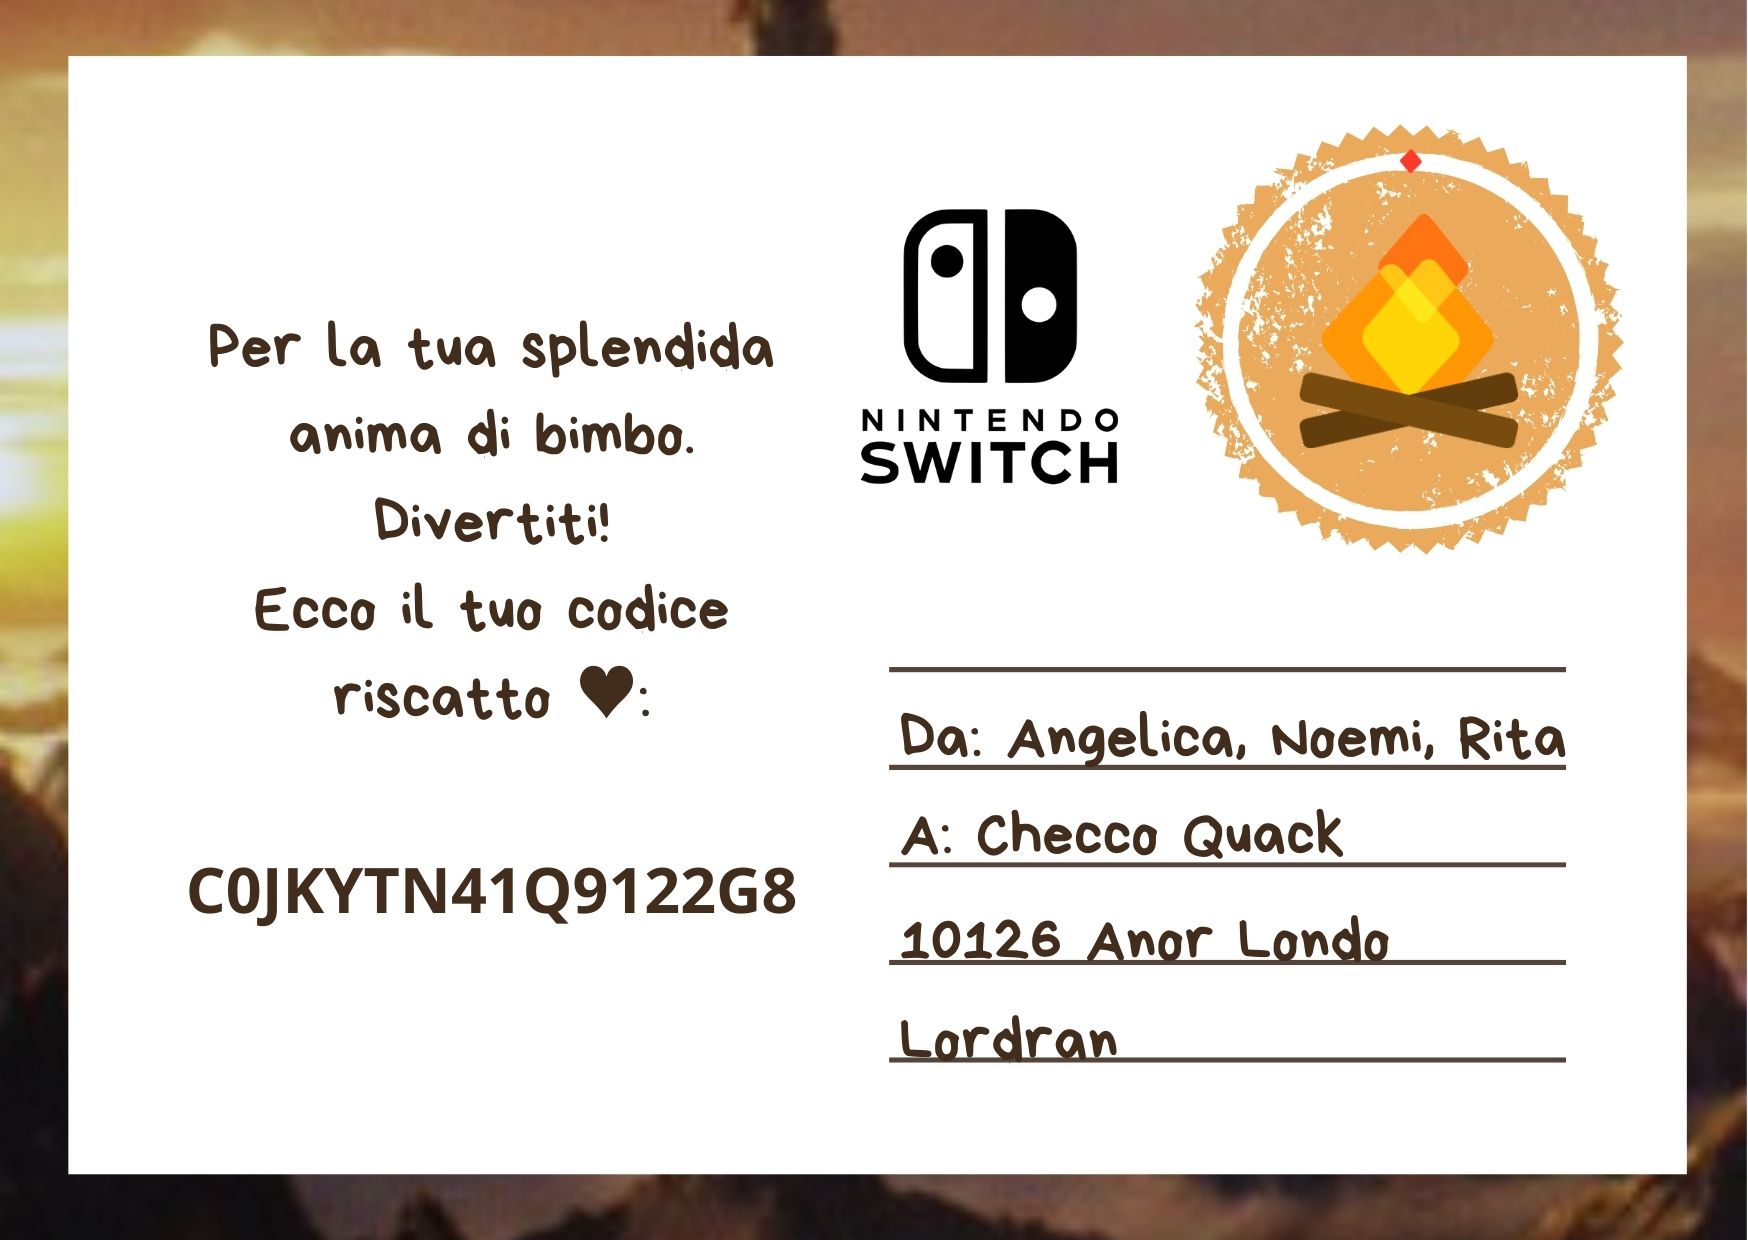 Per la tua splendida
anima di bimbo.
Divertiti!
Ecco il tuo codice
riscatto ♥:
C0JKYTN41Q9122G8
NINTENDO
SWITCH
Da: Angelica, Noemi, Rita
A: Checco Quack
10126 Anor Londo
Lordran